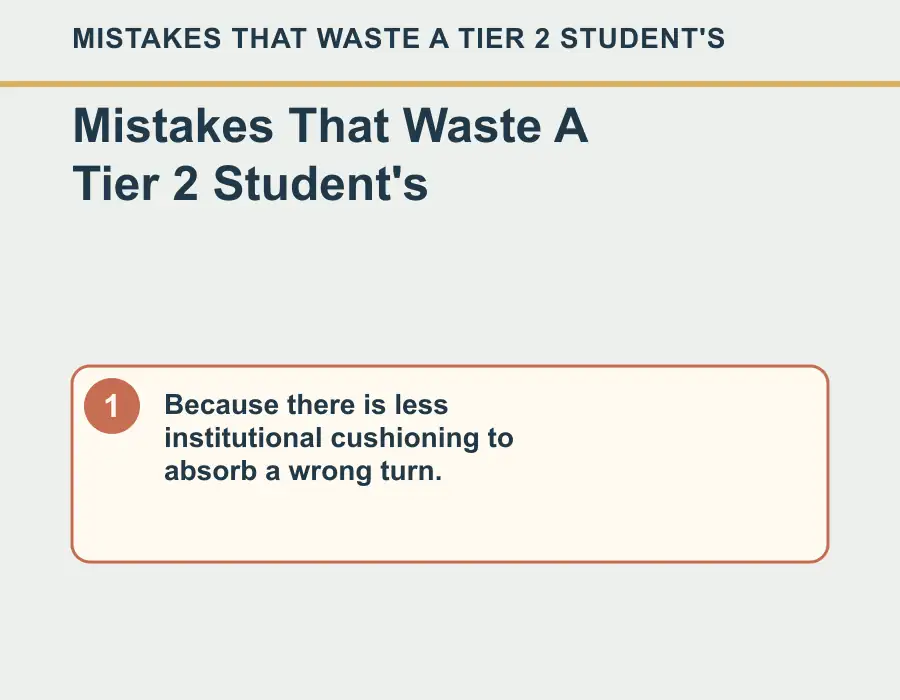 MISTAKES THAT WASTE A TIER 2 STUDENT'S
Mistakes That Waste A
Tier 2 Student's
1
Because there is less
institutional cushioning to
absorb a wrong turn.